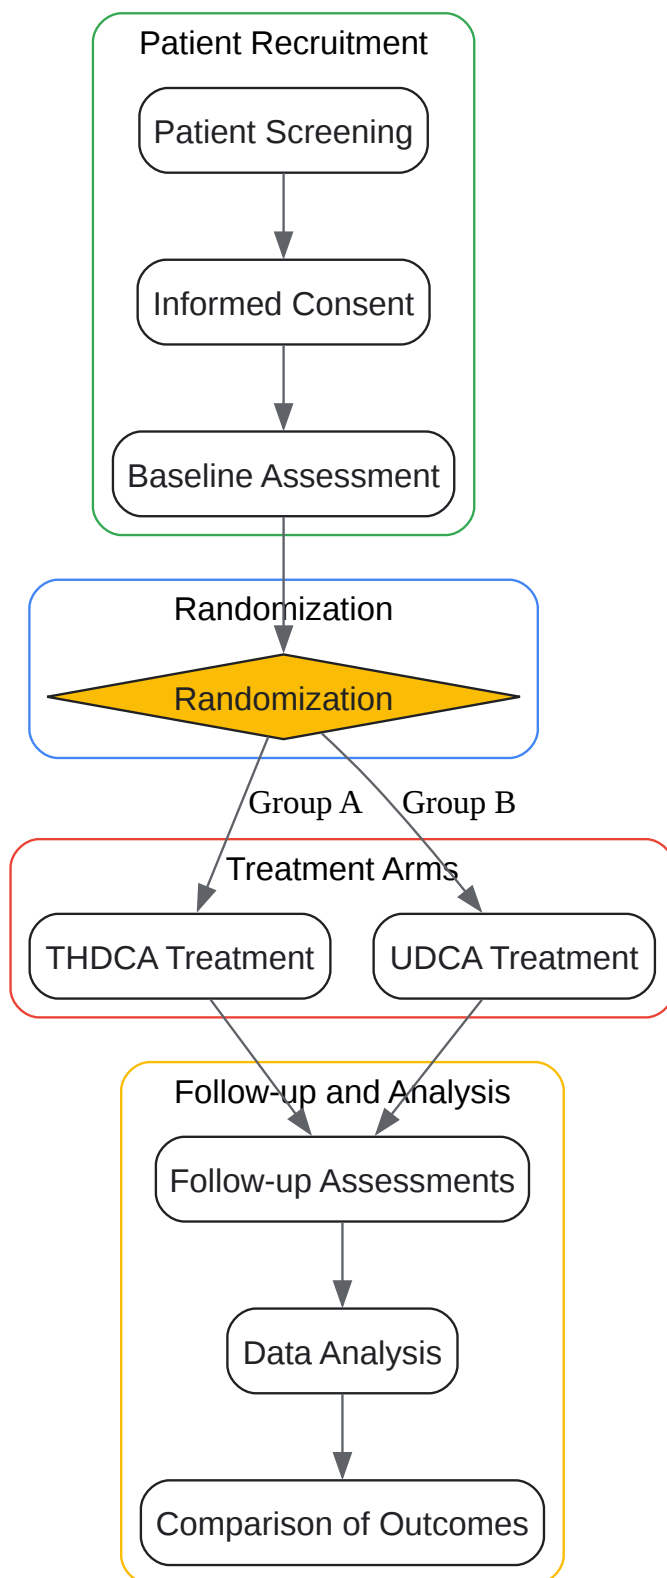 Patient Recruitment
Patient Screening
Informed Consent
Baseline Assessment
Randomization
Randomization
Group A
Group B
Treatment Arms
THDCA Treatment
UDCA Treatment
Follow-up and Analysis
Follow-up Assessments
Data Analysis
Comparison of Outcomes